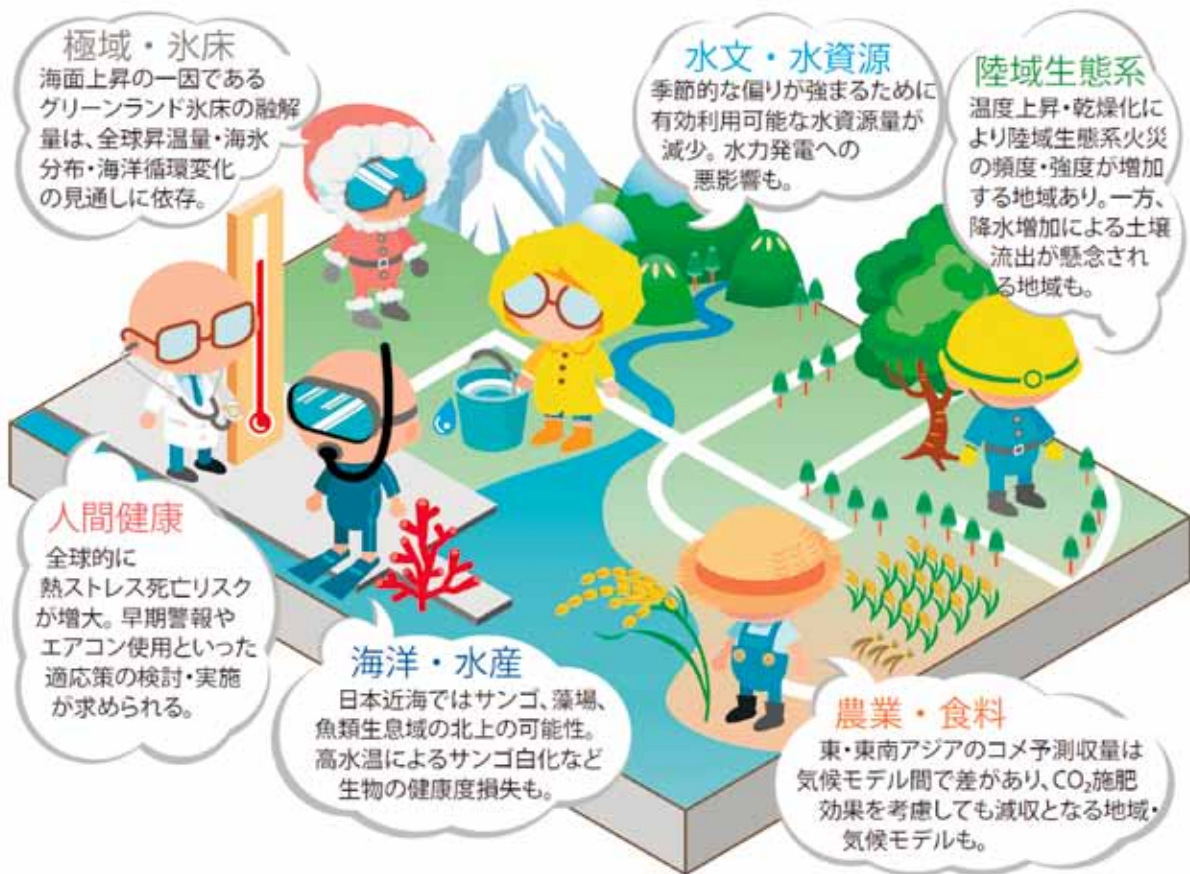 極域・氷床
海面上昇の一因である
グリーンランド氷床の融解
量は、全球昇温量・海氷
分布・海洋循環変化
の見通しに依存。
水文・水資源
季節的な偏りが強まるために
有効利用可能な水資源量が
減少。水力発電への
悪影響も。
陸域生態系
温度上昇・乾燥化に
より陸域生態系火災
の頻度・強度が増加
する地域あり。一方、
降水増加による土壌
流出が懸念され
る地域も。
人間健康
全球的に
熱ストレス死亡リスク
が増大。早期警報や
エアコン使用といった
適応策の検討・実施
が求められる。
海洋・水産
日本近海ではサンゴ、藻場、
魚類生息域の北上の可能性。
高水温によるサンゴ白化など
生物の健康度損失も。
農業・食料
東・東南アジアのコメ予測収量は
気候モデル間で差があり、CO₂施肥
効果を考慮しても減収となる地域・
気候モデルも。